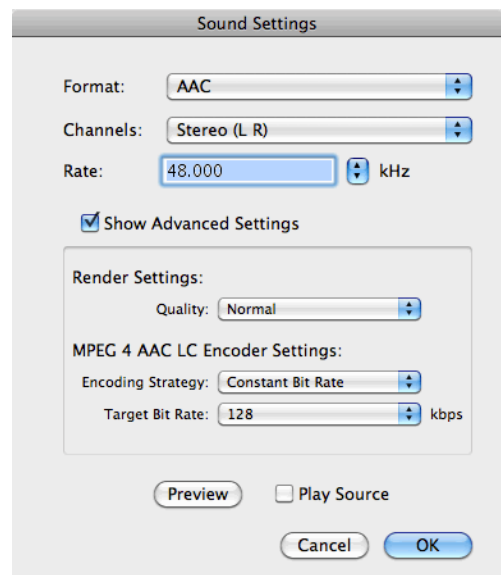 Sound Settings
Format: AAC
Channels: Stereo (L R)
Rate: 48.000 kHz
Show Advanced Settings
Render Settings:
Quality: Normal
MPEG 4 AAC LC Encoder Settings:
Encoding Strategy: Constant Bit Rate
Target Bit Rate: 128 kbps
Preview Play Source
Cancel OK